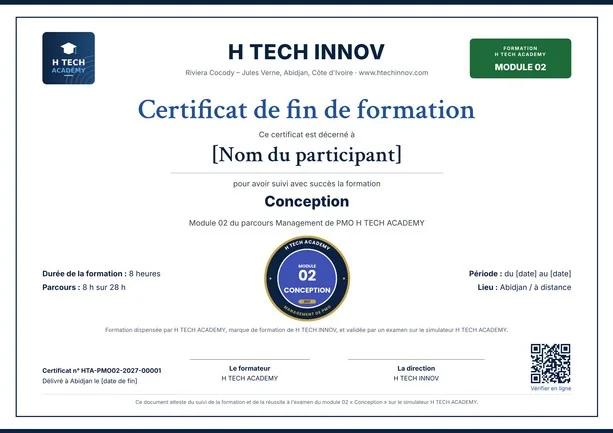 H TECH
ACADEMY
H TECH INNOV
Riviera Cocody – Jules Verne, Abidjan, Côte d'Ivoire · www.htechinnov.com
FORMATION
H TECH ACADEMY
MODULE 02
Certificat de fin de formation
Ce certificat est décerné à
[Nom du participant]
pour avoir suivi avec succès la formation
Conception
Module 02 du parcours Management de PMO H TECH ACADEMY
H TECH ACADEMY
MODULE
02
CONCEPTION
MANAGEMENT DE PMO
Durée de la formation : 8 heures
Parcours : 8 h sur 28 h
Période : du [date] au [date]
Lieu : Abidjan / à distance
Formation dispensée par H TECH ACADEMY, marque de formation de H TECH INNOV, et validée par un examen sur le simulateur H TECH ACADEMY.
Certificat n° HTA-PMO02-2027-00001
Délivré à Abidjan le [date de fin]
Le formateur
H TECH ACADEMY
La direction
H TECH INNOV
Vérifier en ligne
Ce document atteste du suivi de la formation et de la réussite à l'examen du module 02 « Conception » sur le simulateur H TECH ACADEMY.